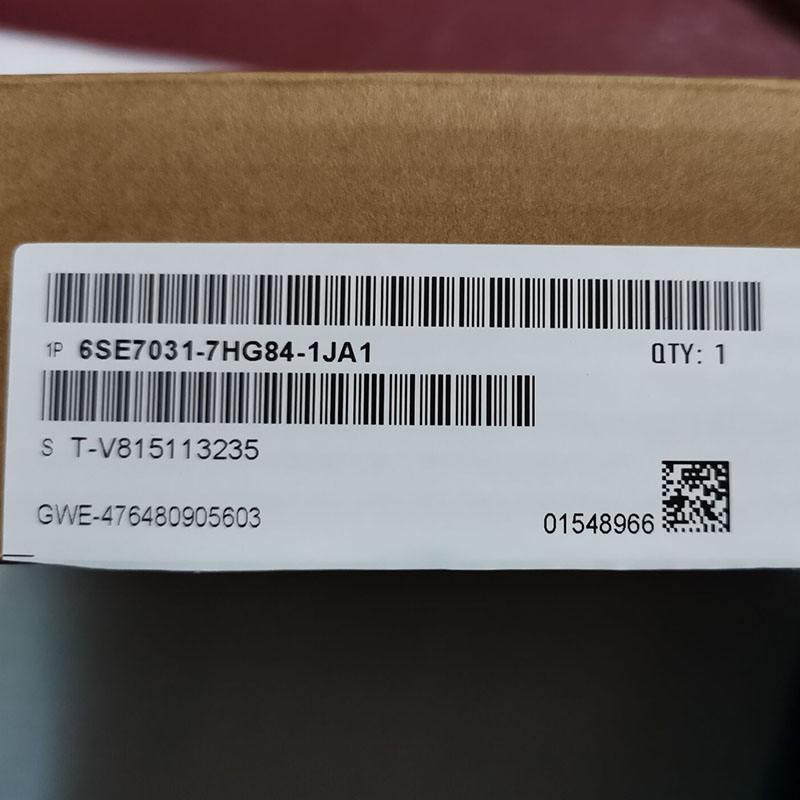 1P 6SE7031-7HG84-1JA1 QTY: 1
S T-V815113235
GWE-476480905603 01548966